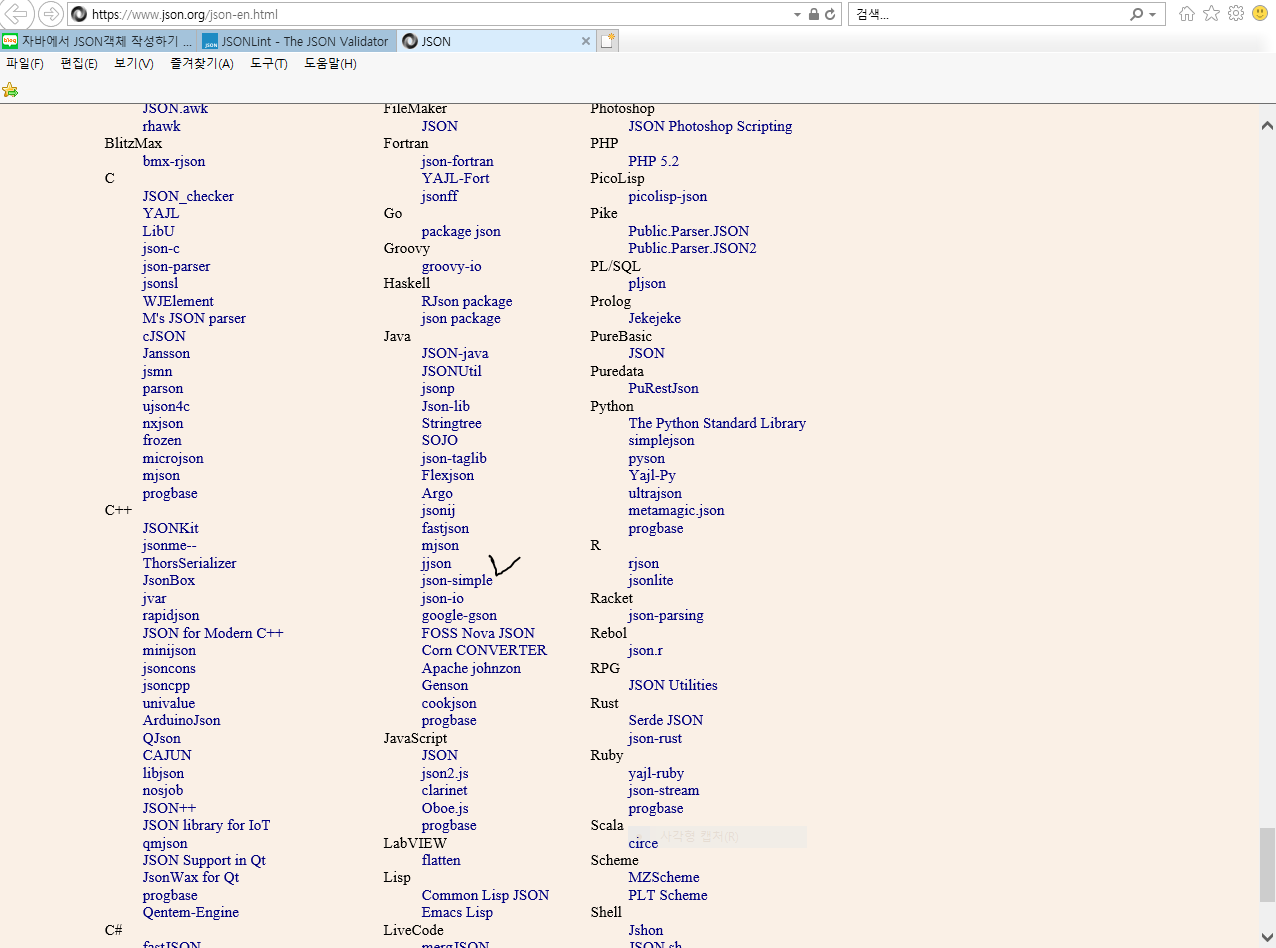 https://www.json.org/json-en.html
검색...
자바에서 JSON객체 작성하기 ...
JSONLint - The JSON Validator
JSON
파일(F) 편집(E) 보기(V) 즐겨찾기(A) 도구(T) 도움말(H)
JSON.awk
rhawk
BlitzMax
bmx-rjson
C
JSON_checker
YAJL
LibU
json-c
json-parser
jsonsl
WJElement
M's JSON parser
cJSON
Jansson
jsmn
parson
ujson4c
nxjson
frozen
microjson
mjson
progbase
C++
JSONKit
jsonme--
ThorsSerializer
JsonBox
jvar
rapidjson
JSON for Modern C++
minijson
jsoncons
jsoncpp
univalue
ArduinoJson
QJson
CAJUN
libjson
nosjob
JSON++
JSON library for IoT
qmjson
JSON Support in Qt
JsonWax for Qt
progbase
Qentem-Engine
C#
fastJSON
FileMaker
JSON
Fortran
json-fortran
YAJL-Fort
jsonff
Go
package json
Groovy
groovy-io
Haskell
RJson package
json package
Java
JSON-java
JSONUtil
jsonp
Json-lib
Stringtree
SOJO
json-taglib
Flexjson
Argo
jsonij
fastjson
mjson
jjson
json-simple
json-io
google-gson
FOSS Nova JSON
Corn CONVERTER
Apache johnzon
Genson
cookjson
progbase
JavaScript
JSON
json2.js
clarinet
Oboe.js
progbase
LabVIEW
flatten
Lisp
Common Lisp JSON
Emacs Lisp
LiveCode
mergJSON
Photoshop
JSON Photoshop Scripting
PHP
PHP 5.2
PicoLisp
picolisp-json
Pike
Public.Parser.JSON
Public.Parser.JSON2
PL/SQL
pljson
Prolog
Jekejeke
PureBasic
JSON
Puredata
PuRestJson
Python
The Python Standard Library
simplejson
pyson
Yajl-Py
ultrajson
metamagic.json
progbase
R
rjson
jsonlite
Racket
json-parsing
Rebol
json.r
RPG
JSON Utilities
Rust
Serde JSON
json-rust
Ruby
yajl-ruby
json-stream
progbase
Scala
사각형 캡처(R)
circe
Scheme
MZScheme
PLT Scheme
Shell
Jshon
JSON.sh